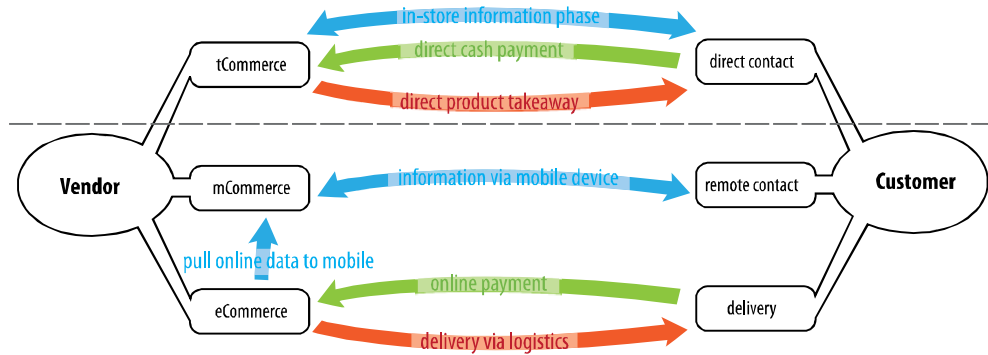 in-store information phase
tCommerce
direct cash payment
direct contact
direct product takeaway
Vendor
mCommerce
information via mobile device
remote contact
Customer
pull online data to mobile
online payment
eCommerce
delivery
delivery via logistics